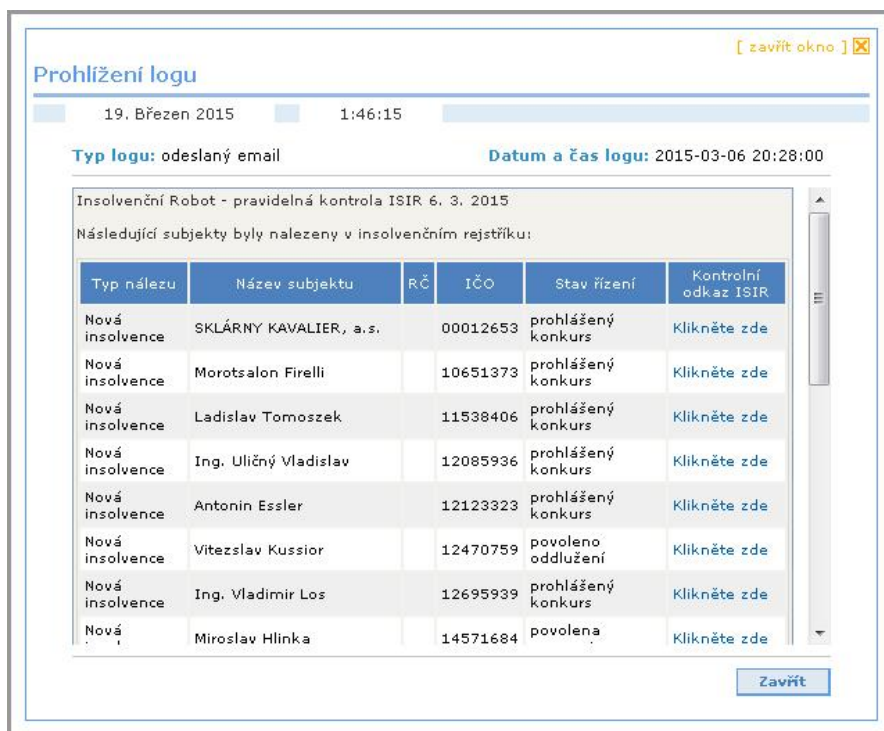 [ zavřít okno ]
Prohlížení logu
19. Březen 2015 1:46:15
Typ logu: odeslaný email Datum a čas logu: 2015-03-06 20:28:00
Insolvenční Robot - pravidelná kontrola ISIR 6. 3. 2015
Následující subjekty byly nalezeny v insolvenčním rejstříku:
Typ nálezu Název subjektu RČ IČO Stav řízení Kontrolní odkaz ISIR
Nová insolvence SKLÁRNY KAVALIER, a.s. 00012653 prohlášený konkurs Klikněte zde
Nová insolvence Morotsalon Firelli 10651373 prohlášený konkurs Klikněte zde
Nová insolvence Ladislav Tomoszek 11538406 prohlášený konkurs Klikněte zde
Nová insolvence Ing. Uličný Vladislav 12085936 prohlášený konkurs Klikněte zde
Nová insolvence Antonin Essler 12123323 prohlášený konkurs Klikněte zde
Nová insolvence Vitezslav Kussior 12470759 povoleno oddlužení Klikněte zde
Nová insolvence Ing. Vladimir Los 12695939 prohlášený konkurs Klikněte zde
Nová Miroslav Hlinka 14571684 povolena Klikněte zde
Zavřít